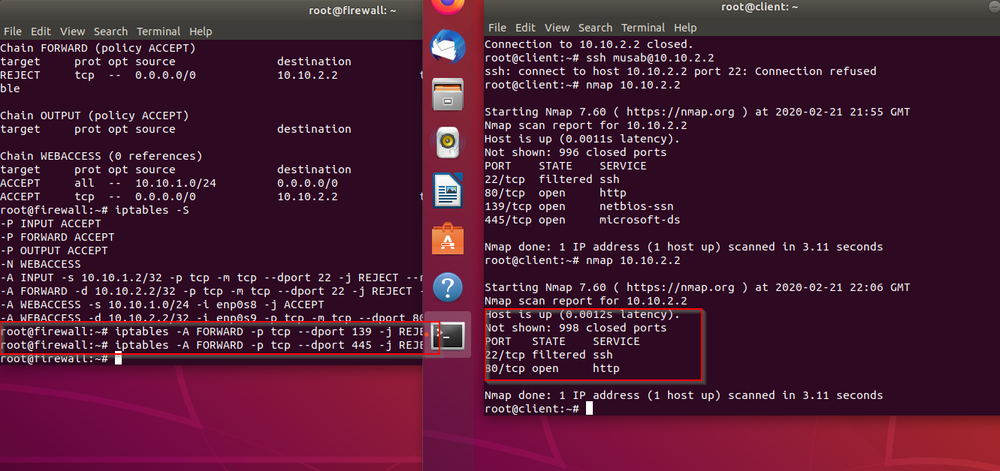 root@firewall: ~
File Edit View Search Terminal Help
Chain FORWARD (policy ACCEPT)
target     prot opt source               destination
REJECT     tcp  --  0.0.0.0/0            10.10.2.2            t
ble

Chain OUTPUT (policy ACCEPT)
target     prot opt source               destination

Chain WEBACCESS (0 references)
target     prot opt source               destination
ACCEPT     all  --  10.10.1.0/24         0.0.0.0/0
ACCEPT     tcp  --  0.0.0.0/0            10.10.2.2            t
root@firewall:~# iptables -S
-P INPUT ACCEPT
-P FORWARD ACCEPT
-P OUTPUT ACCEPT
-N WEBACCESS
-A INPUT -s 10.10.1.2/32 -p tcp -m tcp --dport 22 -j REJECT --r
-A FORWARD -d 10.10.2.2/32 -p tcp -m tcp --dport 22 -j REJECT -
-A WEBACCESS -s 10.10.1.0/24 -i enp0s8 -j ACCEPT
-A WEBACCESS -d 10.10.2.2/32 -i enp0s9 -p tcp -m tcp --dport 80
root@firewall:~# iptables -A FORWARD -p tcp --dport 139 -j REJE
root@firewall:~# iptables -A FORWARD -p tcp --dport 445 -j REJE
root@firewall:~#
root@client: ~
File Edit View Search Terminal Help
Connection to 10.10.2.2 closed.
root@client:~# ssh musab@10.10.2.2
ssh: connect to host 10.10.2.2 port 22: Connection refused
root@client:~# nmap 10.10.2.2

Starting Nmap 7.60 ( https://nmap.org ) at 2020-02-21 21:55 GMT
Nmap scan report for 10.10.2.2
Host is up (0.0011s latency).
Not shown: 996 closed ports
PORT    STATE    SERVICE
22/tcp  filtered ssh
80/tcp  open     http
139/tcp open     netbios-ssn
445/tcp open     microsoft-ds

Nmap done: 1 IP address (1 host up) scanned in 3.11 seconds
root@client:~# nmap 10.10.2.2

Starting Nmap 7.60 ( https://nmap.org ) at 2020-02-21 22:06 GMT
Nmap scan report for 10.10.2.2
Host is up (0.0012s latency).
Not shown: 998 closed ports
PORT   STATE    SERVICE
22/tcp filtered ssh
80/tcp open     http

Nmap done: 1 IP address (1 host up) scanned in 3.11 seconds
root@client:~#